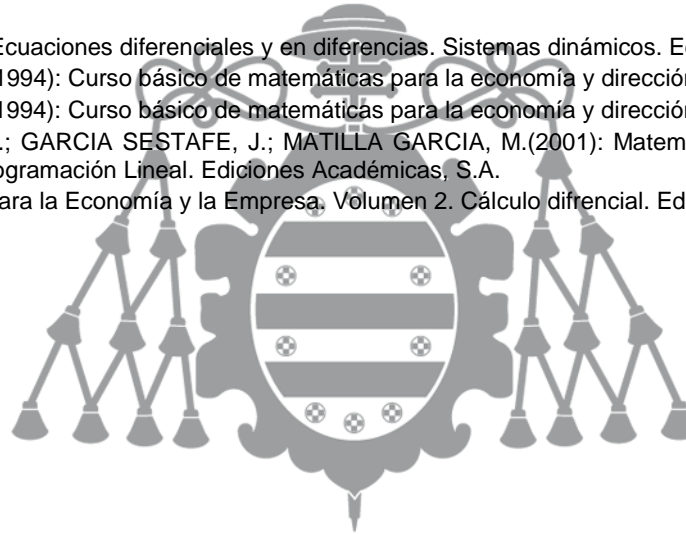 Ecuaciones diferenciales y en diferencias. Sistemas dinámicos. Ec
1994): Curso básico de matemáticas para la economía y dirección
1994): Curso básico de matemáticas para la economía y dirección
.; GARCIA SESTAFE, J.; MATILLA GARCIA, M.(2001): Matem
ogramación Lineal. Ediciones Académicas, S.A.
ara la Economía y la Empresa. Volumen 2. Cálculo difrencial. Ed